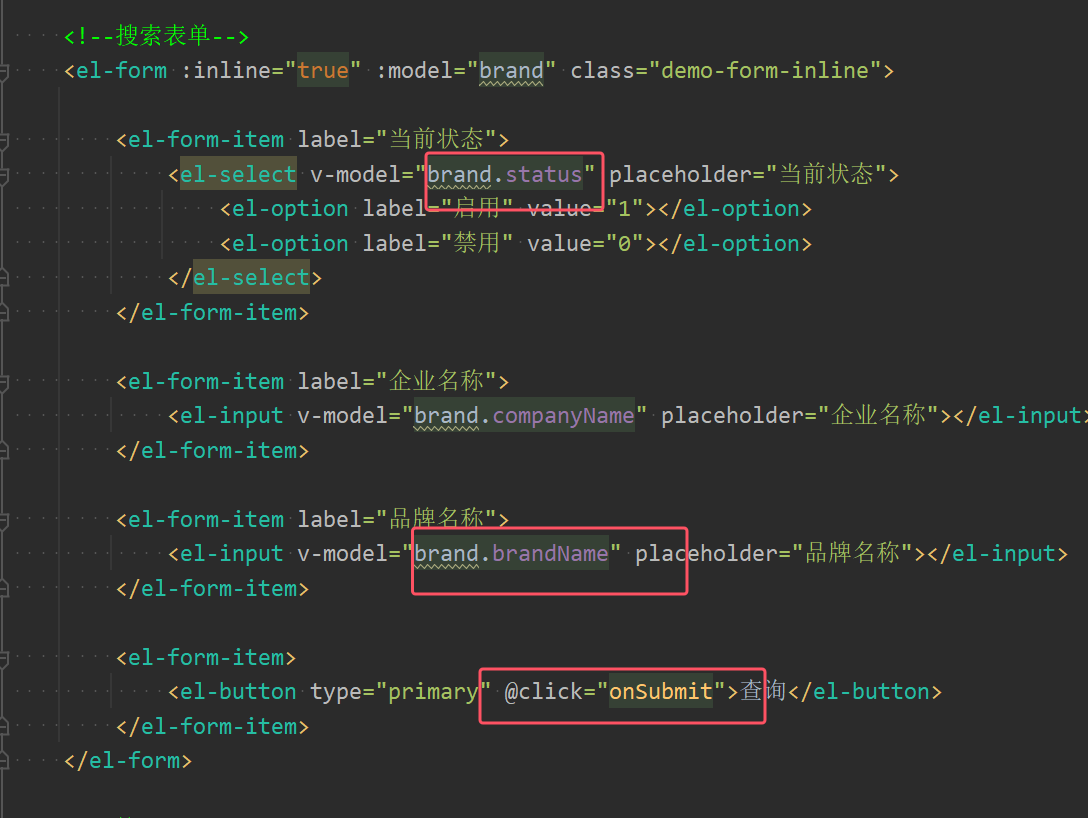 <!--搜索表单-->
<el-form :inline="true" :model="brand" class="demo-form-inline">
<el-form-item label="当前状态">
<el-select v-model="brand.status" placeholder="当前状态">
<el-option label="启用" value="1"></el-option>
<el-option label="禁用" value="0"></el-option>
</el-select>
</el-form-item>
<el-form-item label="企业名称">
<el-input v-model="brand.companyName" placeholder="企业名称"></el-input>
</el-form-item>
<el-form-item label="品牌名称">
<el-input v-model="brand.brandName" placeholder="品牌名称"></el-input>
</el-form-item>
<el-form-item>
<el-button type="primary" @click="onSubmit">查询</el-button>
</el-form-item>
</el-form>